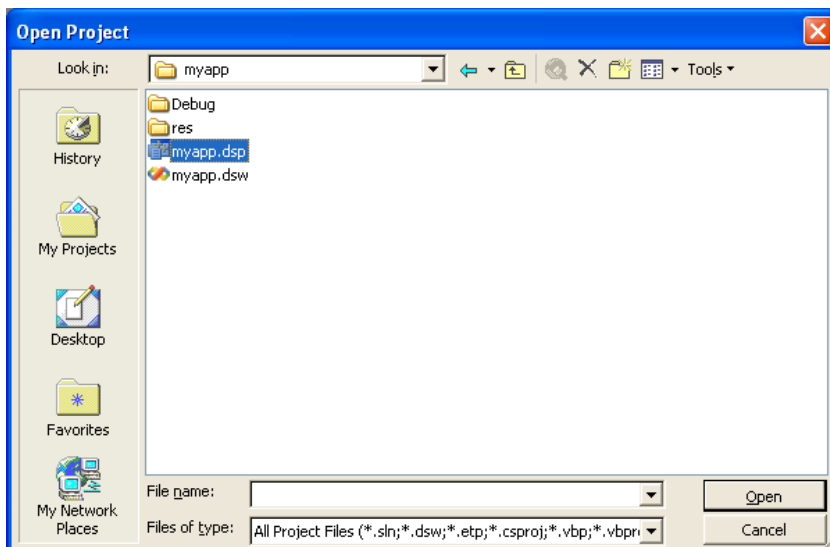 Open Project
Look in:
myapp
Tools
Debug
res
myapp.dsp
myapp.dsw
History
My Projects
Desktop
Favorites
My Network
Places
File name:
Open
Files of type:
All Project Files (*.sln;*.dsw;*.etp;*.csproj;*.vbp;*.vbpr
Cancel